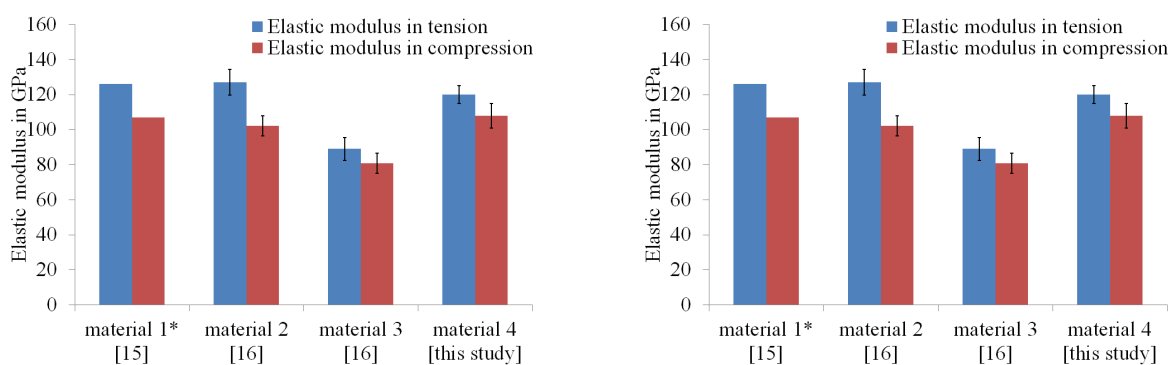 160
140
120
100
80
60
40
20
0
Elastic modulus in GPa
Elastic modulus in tension
Elastic modulus in compression
material 1* material 2 material 3 material 4
[15] [16] [16] [this study]
160
140
120
100
80
60
40
20
0
Elastic modulus in GPa
Elastic modulus in tension
Elastic modulus in compression
material 1* material 2 material 3 material 4
[15] [16] [16] [this study]